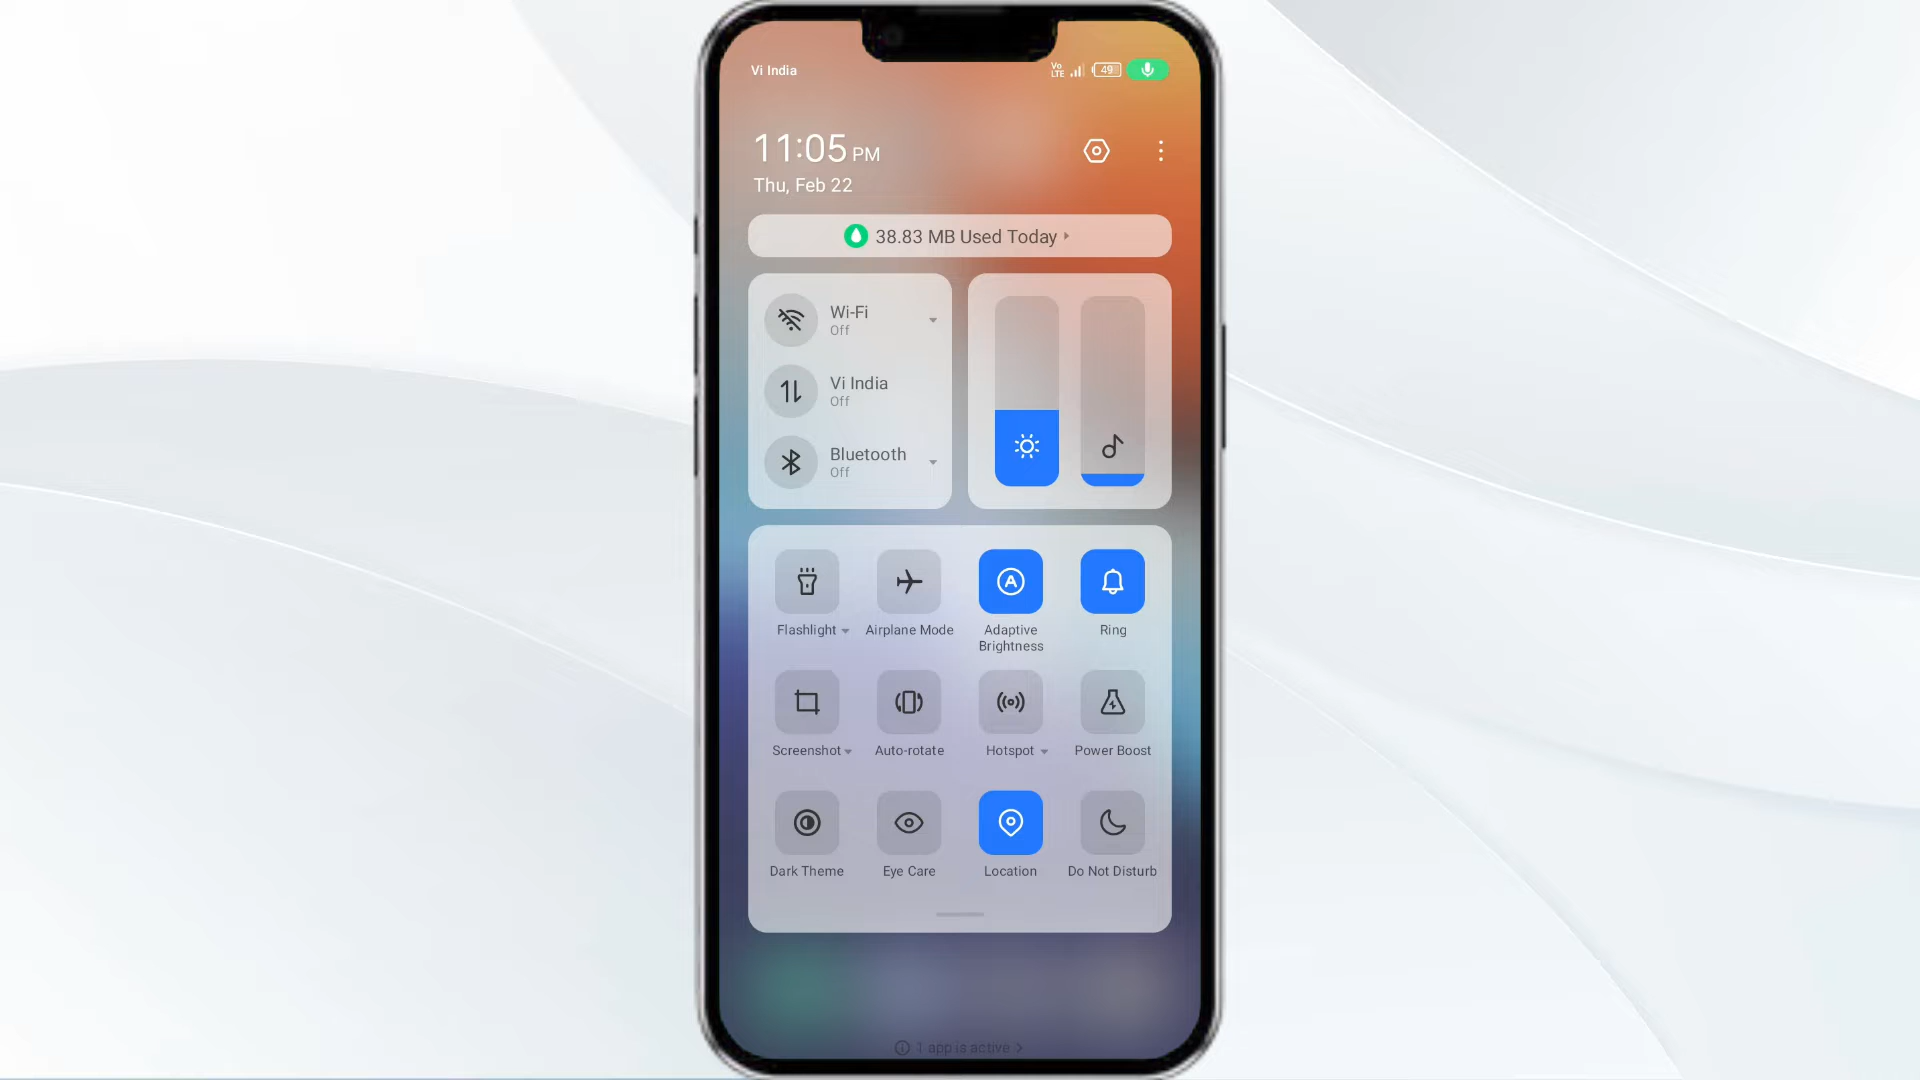 Vi India
Vo
LTE
49
11:05 PM
Thu, Feb 22
38.83 MB Used Today
Wi-Fi
Off
Vi India
Off
Bluetooth
Off
Flashlight
Airplane Mode
A
Adaptive
Brightness
Ring
Screenshot
Auto-rotate
Hotspot
Power Boost
Dark Theme
Eye Care
Location
Do Not Disturb
1 app is active